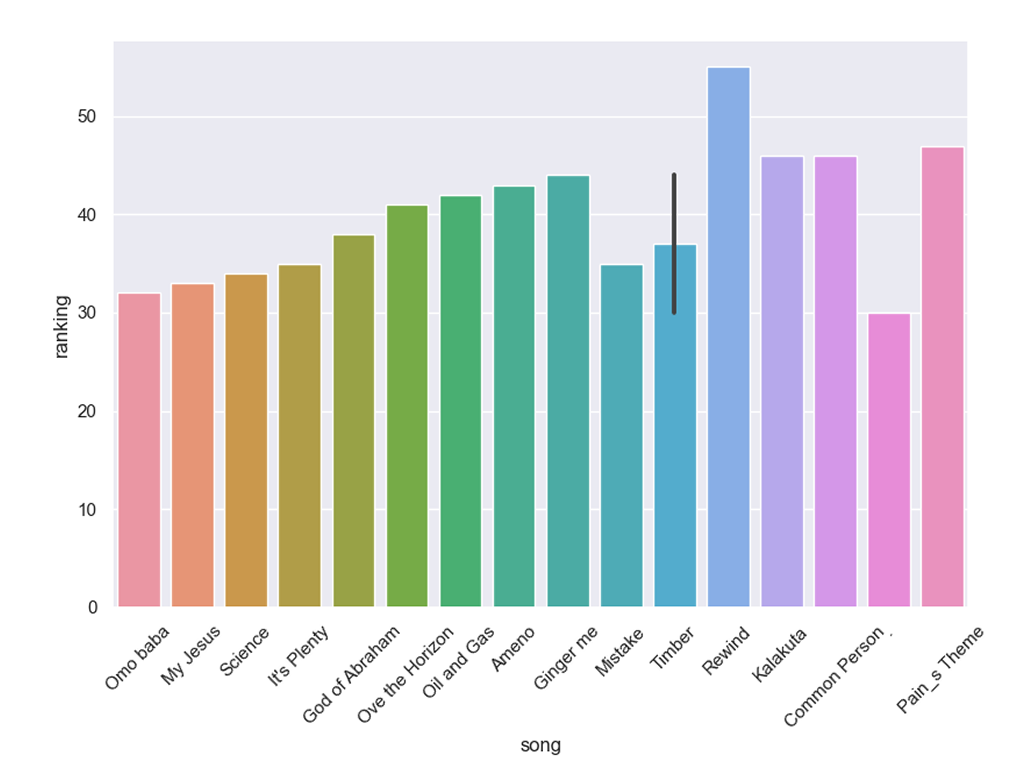 50
40
30
20
10
0
ranking
Omo baba
My Jesus
Science
It's Plenty
God of Abraham
Ove the Horizon
Oil and Gas
Ameno
Ginger me
Mistake
Timber
Rewind
Kalakuta
Common Person
.
Pain_s Theme
song